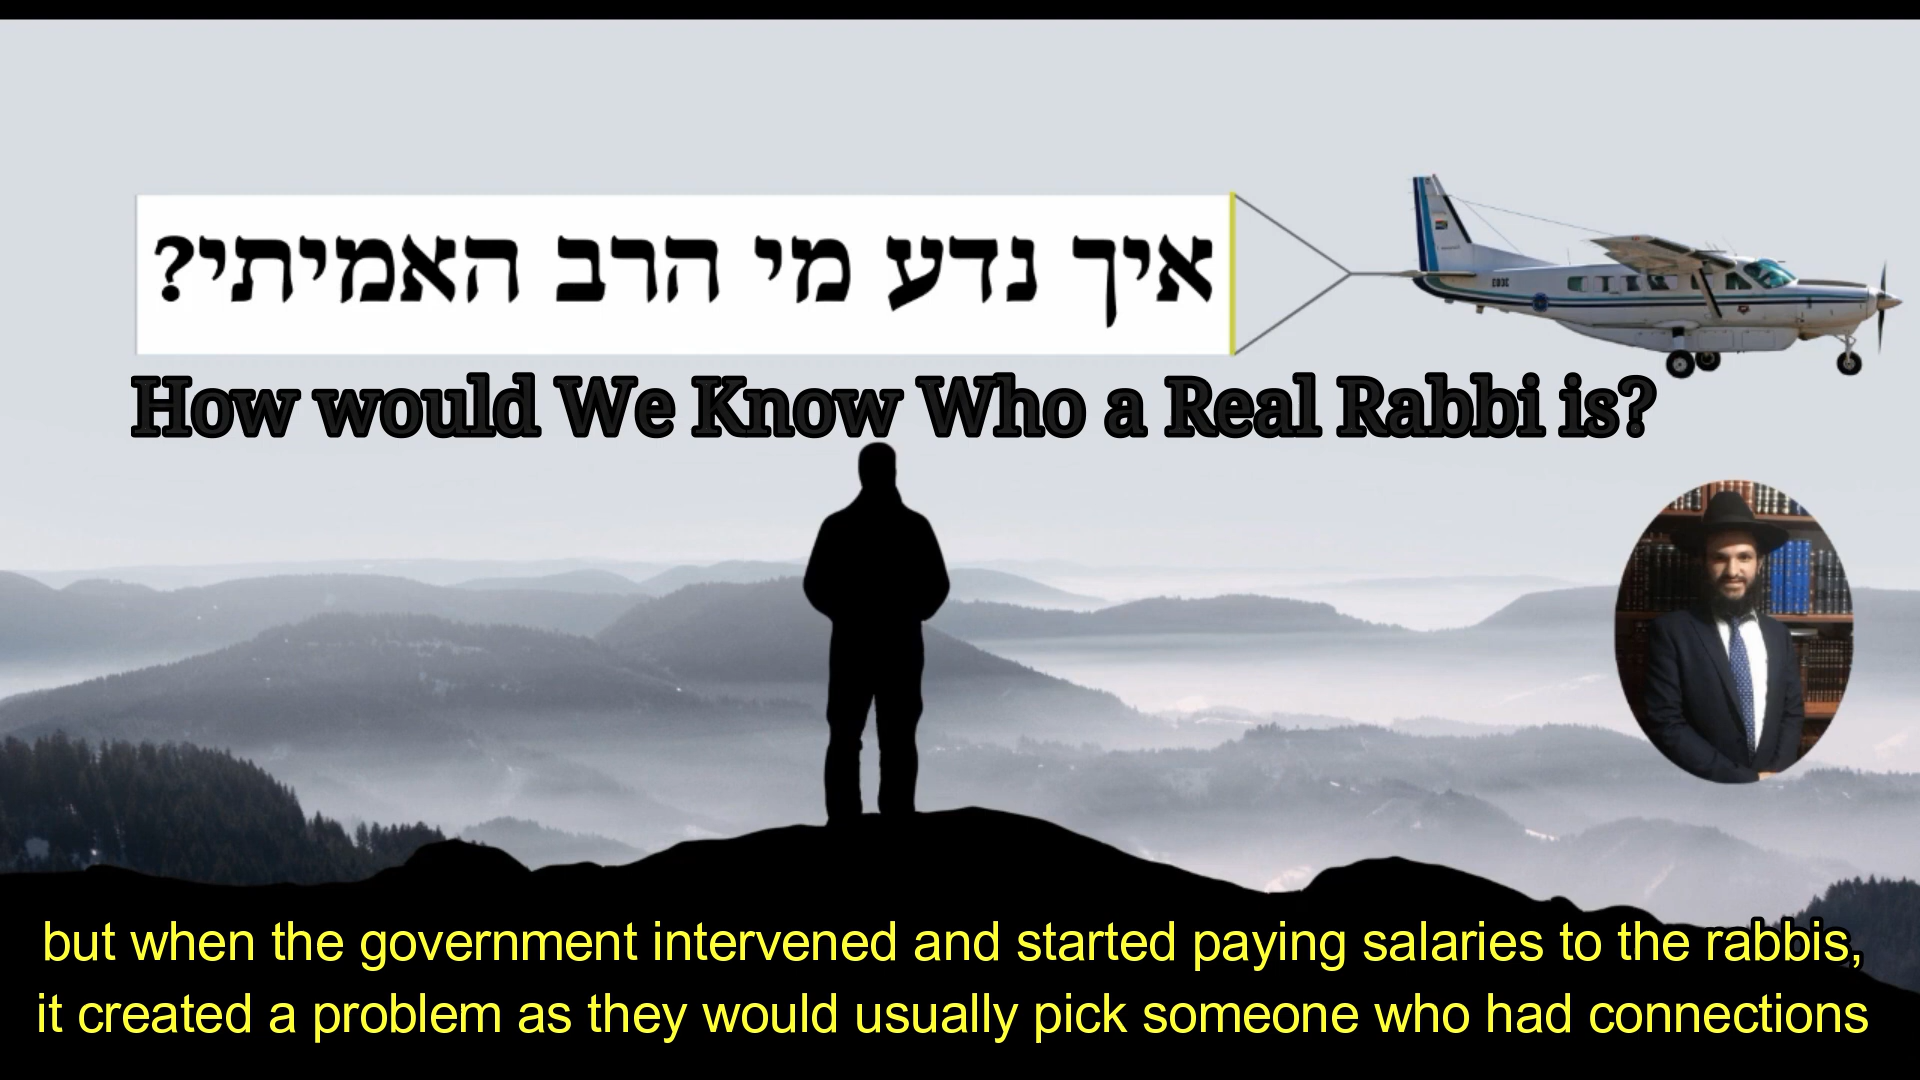 איך נדע מי הרב האמיתי?
How would We Know Who a Real Rabbi is?
but when the government intervened and started paying salaries to the rabbis,
it created a problem as they would usually pick someone who had connections